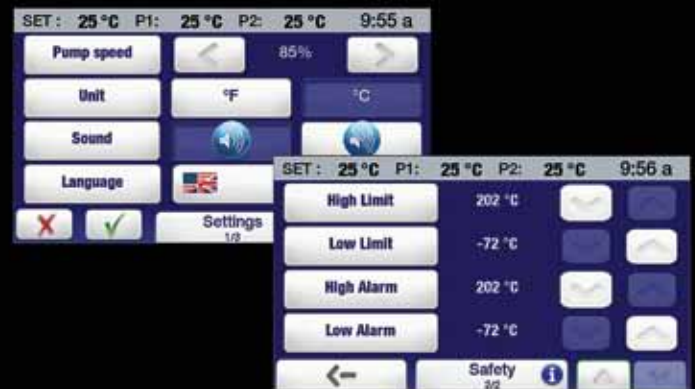 SET : 25 °C P1: 25 °C P2: 25 °C 9:55 a
Pump speed 85%
Unit °F °C
Sound
Language
Settings
1/3
SET : 25 °C P1: 25 °C P2: 25 °C 9:56 a
High Limit 202 °C
Low Limit -72 °C
High Alarm 202 °C
Low Alarm -72 °C
Safety
2/2